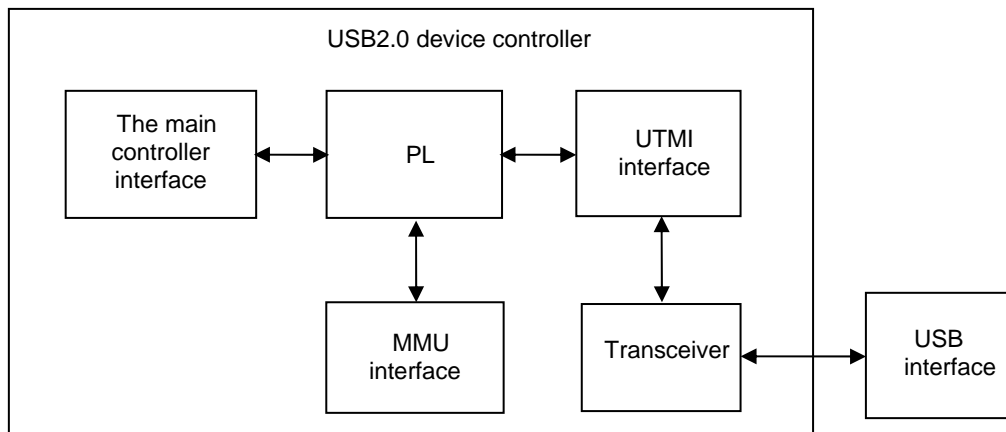 USB2.0 device controller
The main
controller
interface
PL
UTMI
interface
MMU
interface
Transceiver
USB
interface